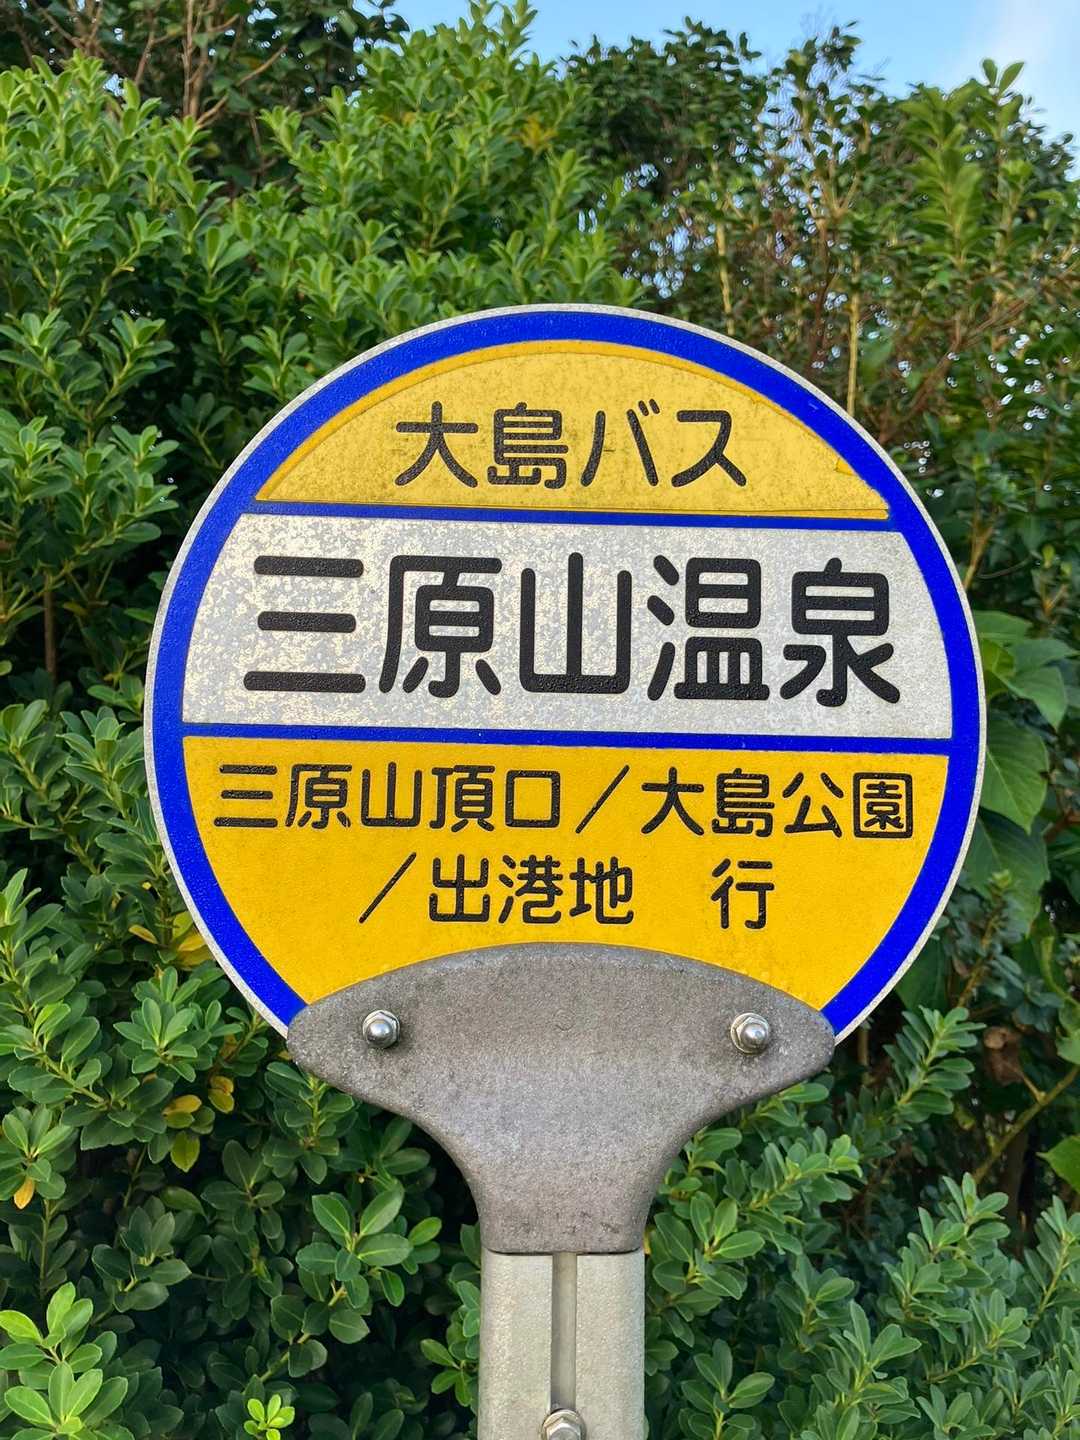 大島バス
三原山温泉
三原山頂口／大島公園
／出港地　行